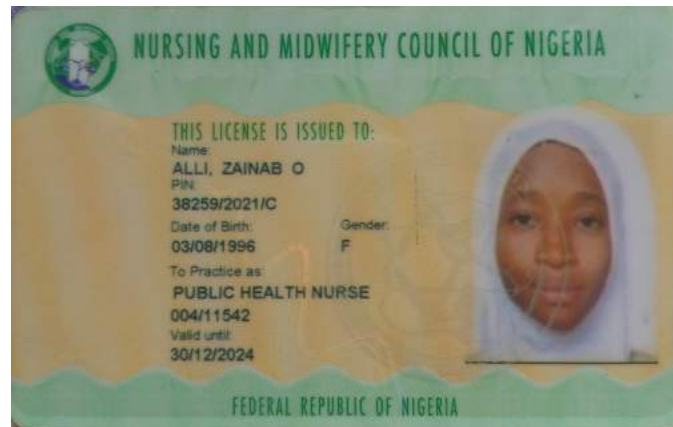 NURSING AND MIDWIFERY COUNCIL OF NIGERIA
THIS LICENSE IS ISSUED TO:
Name:
ALLI, ZAINAB O
PIN:
38259/2021/C
Date of Birth: Gender:
03/08/1996 F
To Practice as:
PUBLIC HEALTH NURSE
004/11542
Valid until:
30/12/2024
FEDERAL REPUBLIC OF NIGERIA